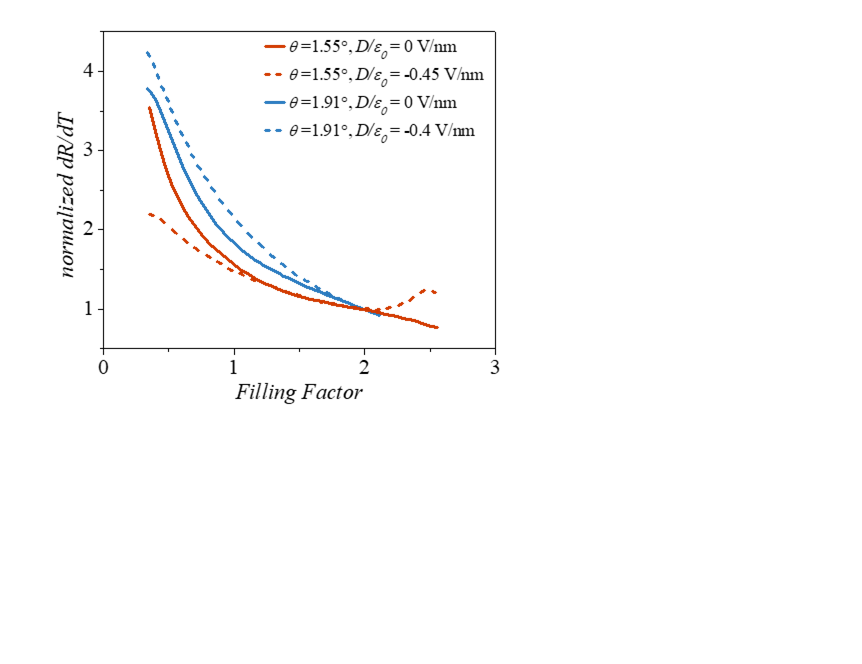 θ =1.55°, D/ε0 = 0 V/nm
θ =1.55°, D/ε0 = -0.45 V/nm
θ =1.91°, D/ε0 = 0 V/nm
θ =1.91°, D/ε0 = -0.4 V/nm
normalized dR/dT
4
3
2
1
0 1 2 3
Filling Factor